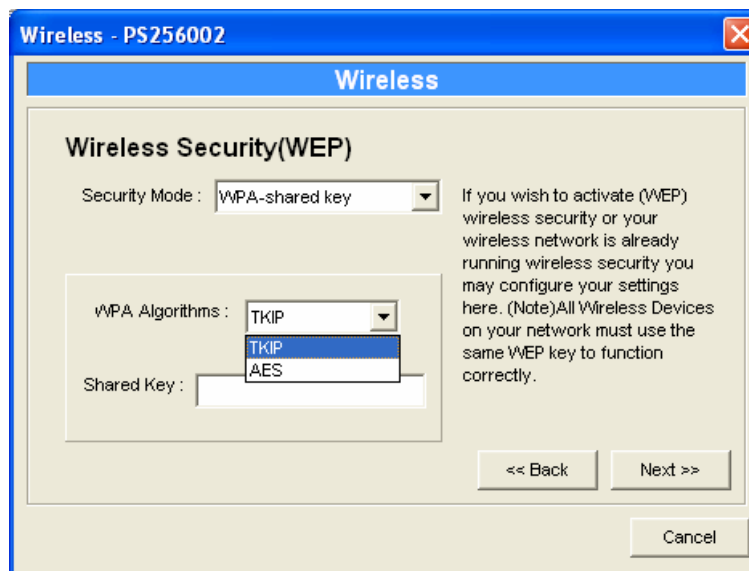 Wireless - PS256002
Wireless
Wireless Security(WEP)
Security Mode : WPA-shared key
If you wish to activate (WEP)
wireless security or your
wireless network is already
running wireless security you
may configure your settings
here. (Note)All Wireless Devices
on your network must use the
same WEP key to function
correctly.
WPA Algorithms : TKIP
TKIP
AES
Shared Key :
<< Back
Next >>
Cancel